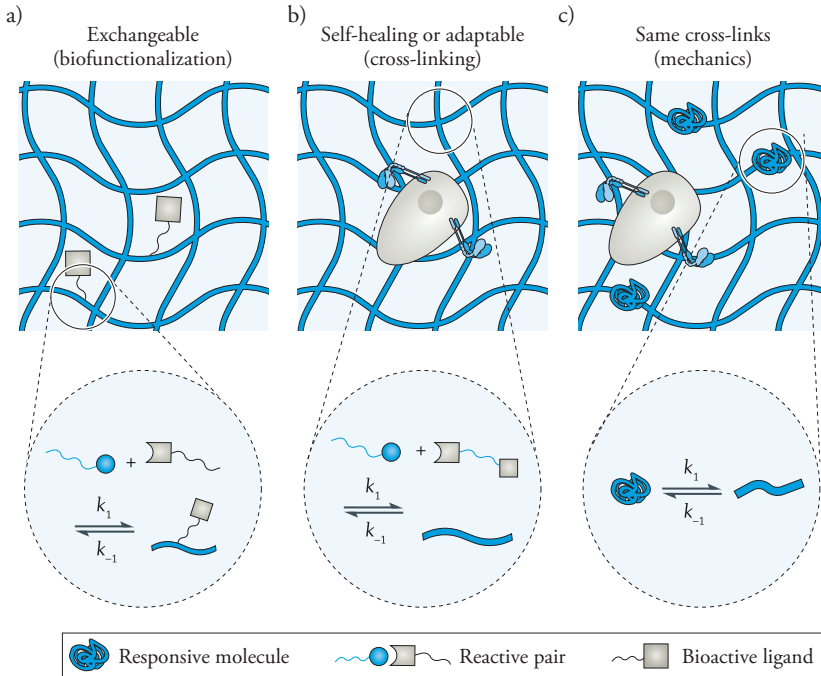 a)
Exchangeable
(biofunctionalization)
b)
Self-healing or adaptable
(cross-linking)
c)
Same cross-links
(mechanics)
+
k₁
k₋₁
+
k₁
k₋₁
k₁
k₋₁
Responsive molecule
Reactive pair
Bioactive ligand